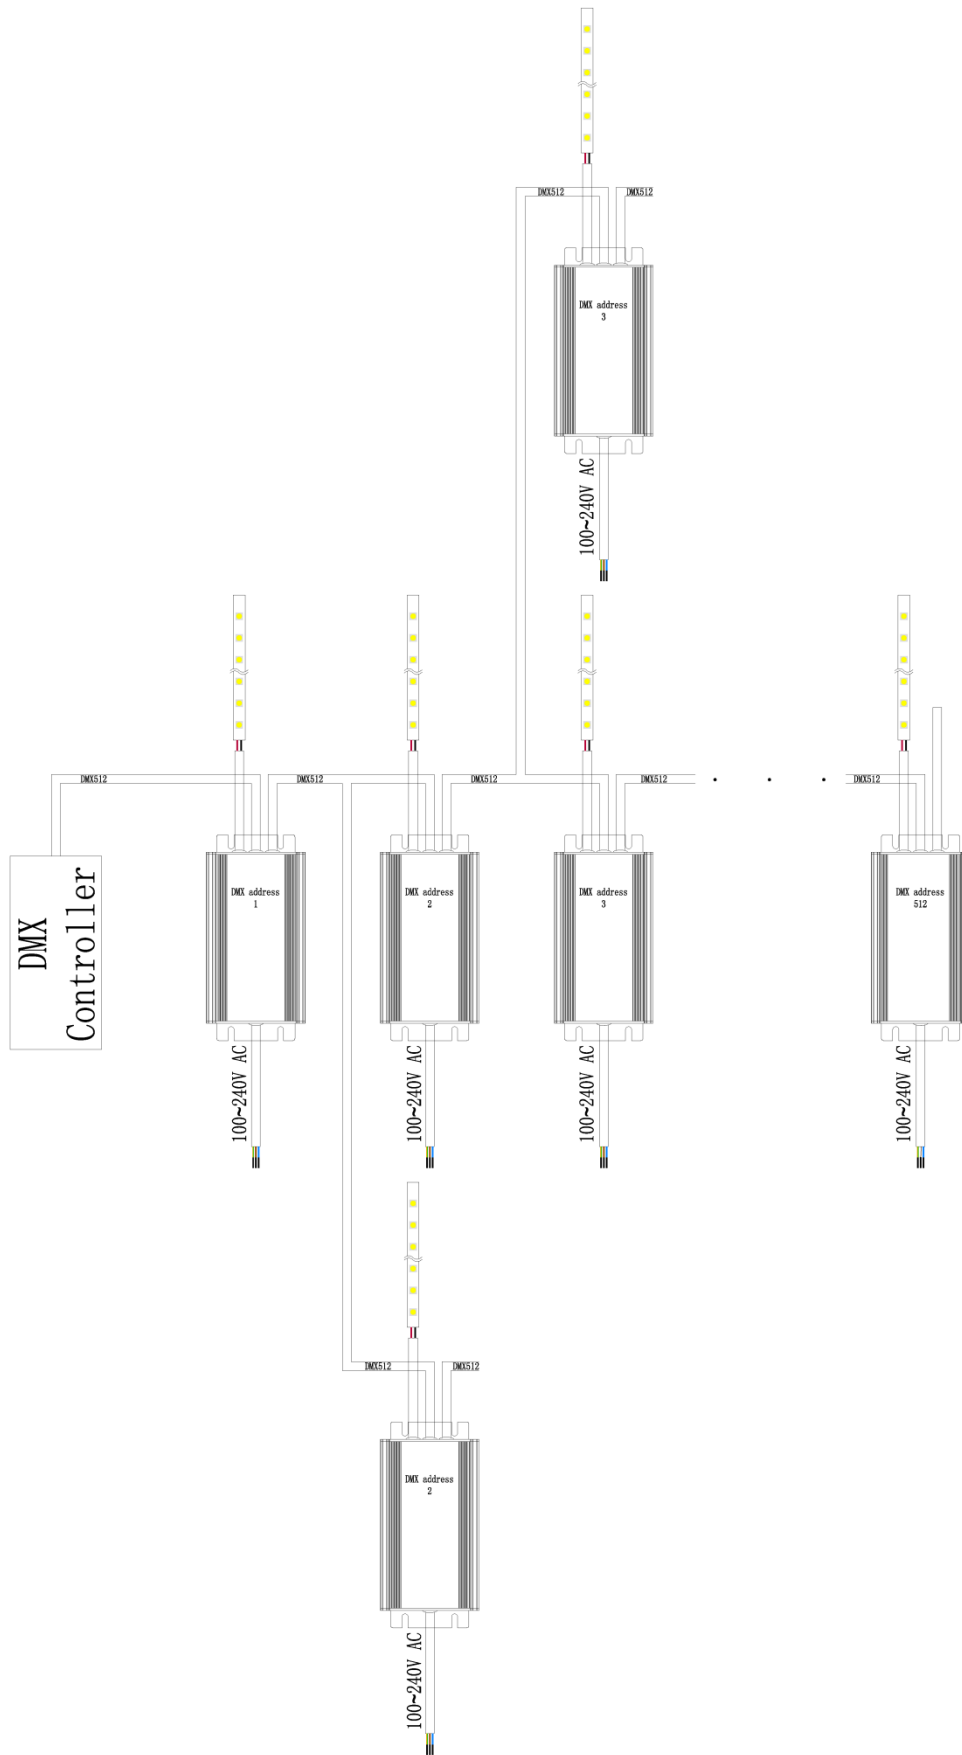 DMX512
DMX512
DMX address
3
100~240V AC
DMX512
DMX512
DMX512
DMX512
DMX512
DMX
Controller
DMX address
1
DMX address
2
DMX address
3
DMX address
512
100~240V AC
100~240V AC
100~240V AC
100~240V AC
DMX512
DMX512
DMX address
2
100~240V AC